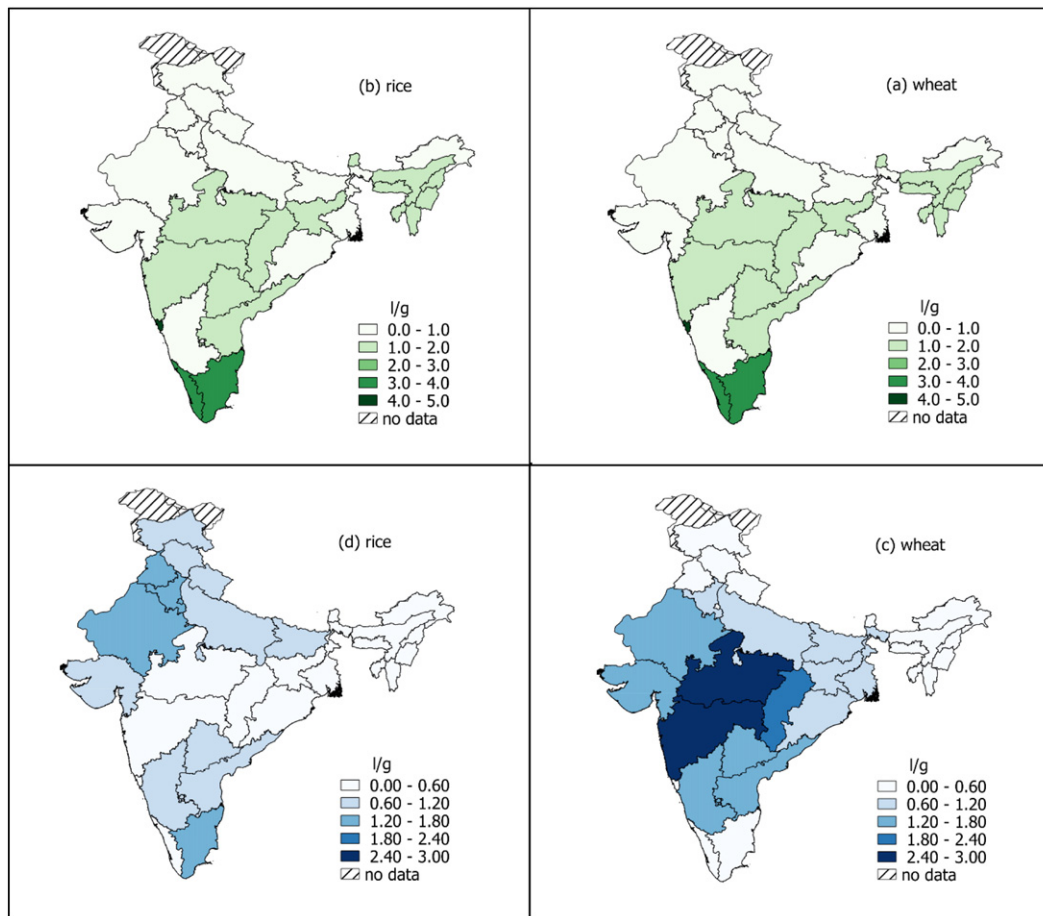 (b) rice
l/g
0.0 - 1.0
1.0 - 2.0
2.0 - 3.0
3.0 - 4.0
4.0 - 5.0
no data
(a) wheat
l/g
0.0 - 1.0
1.0 - 2.0
2.0 - 3.0
3.0 - 4.0
4.0 - 5.0
no data
(d) rice
l/g
0.00 - 0.60
0.60 - 1.20
1.20 - 1.80
1.80 - 2.40
2.40 - 3.00
no data
(c) wheat
l/g
0.00 - 0.60
0.60 - 1.20
1.20 - 1.80
1.80 - 2.40
2.40 - 3.00
no data